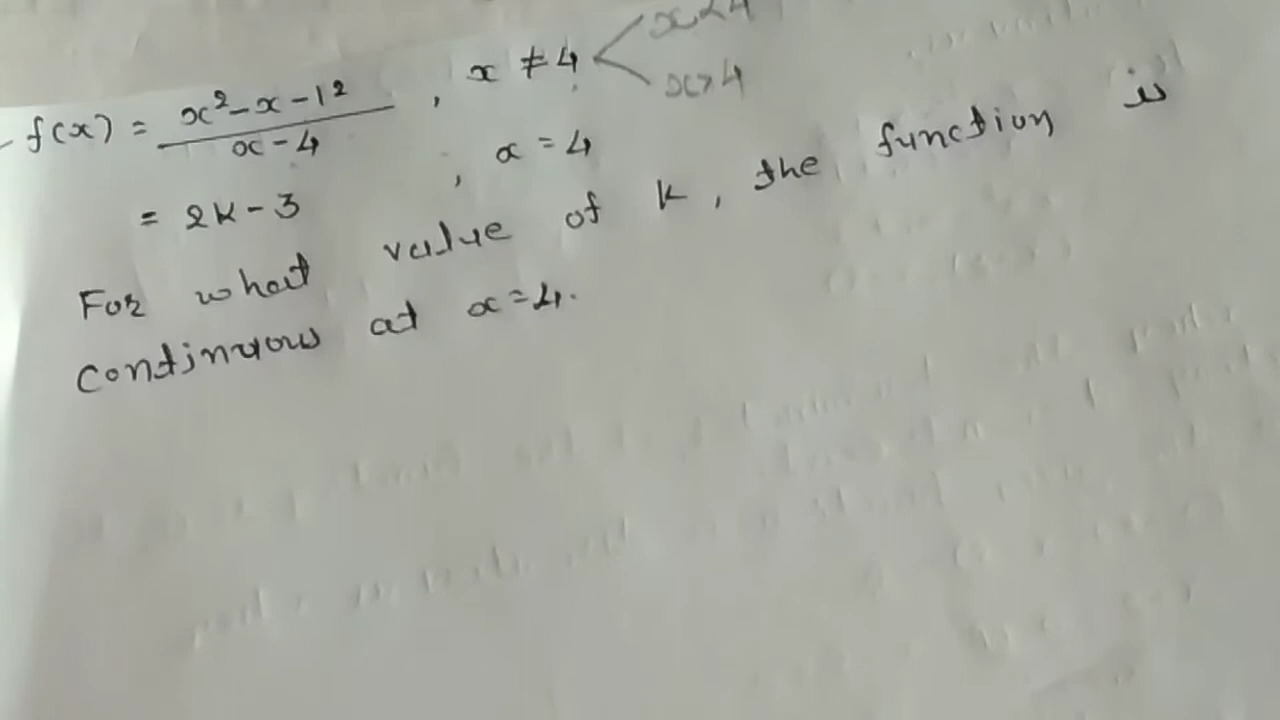 f(x) = x²-x-12 / x-4 , x ≠ 4 < x<4
x>4
= 2k-3 , x = 4
For what value of k, the function is
continuous at x=4.